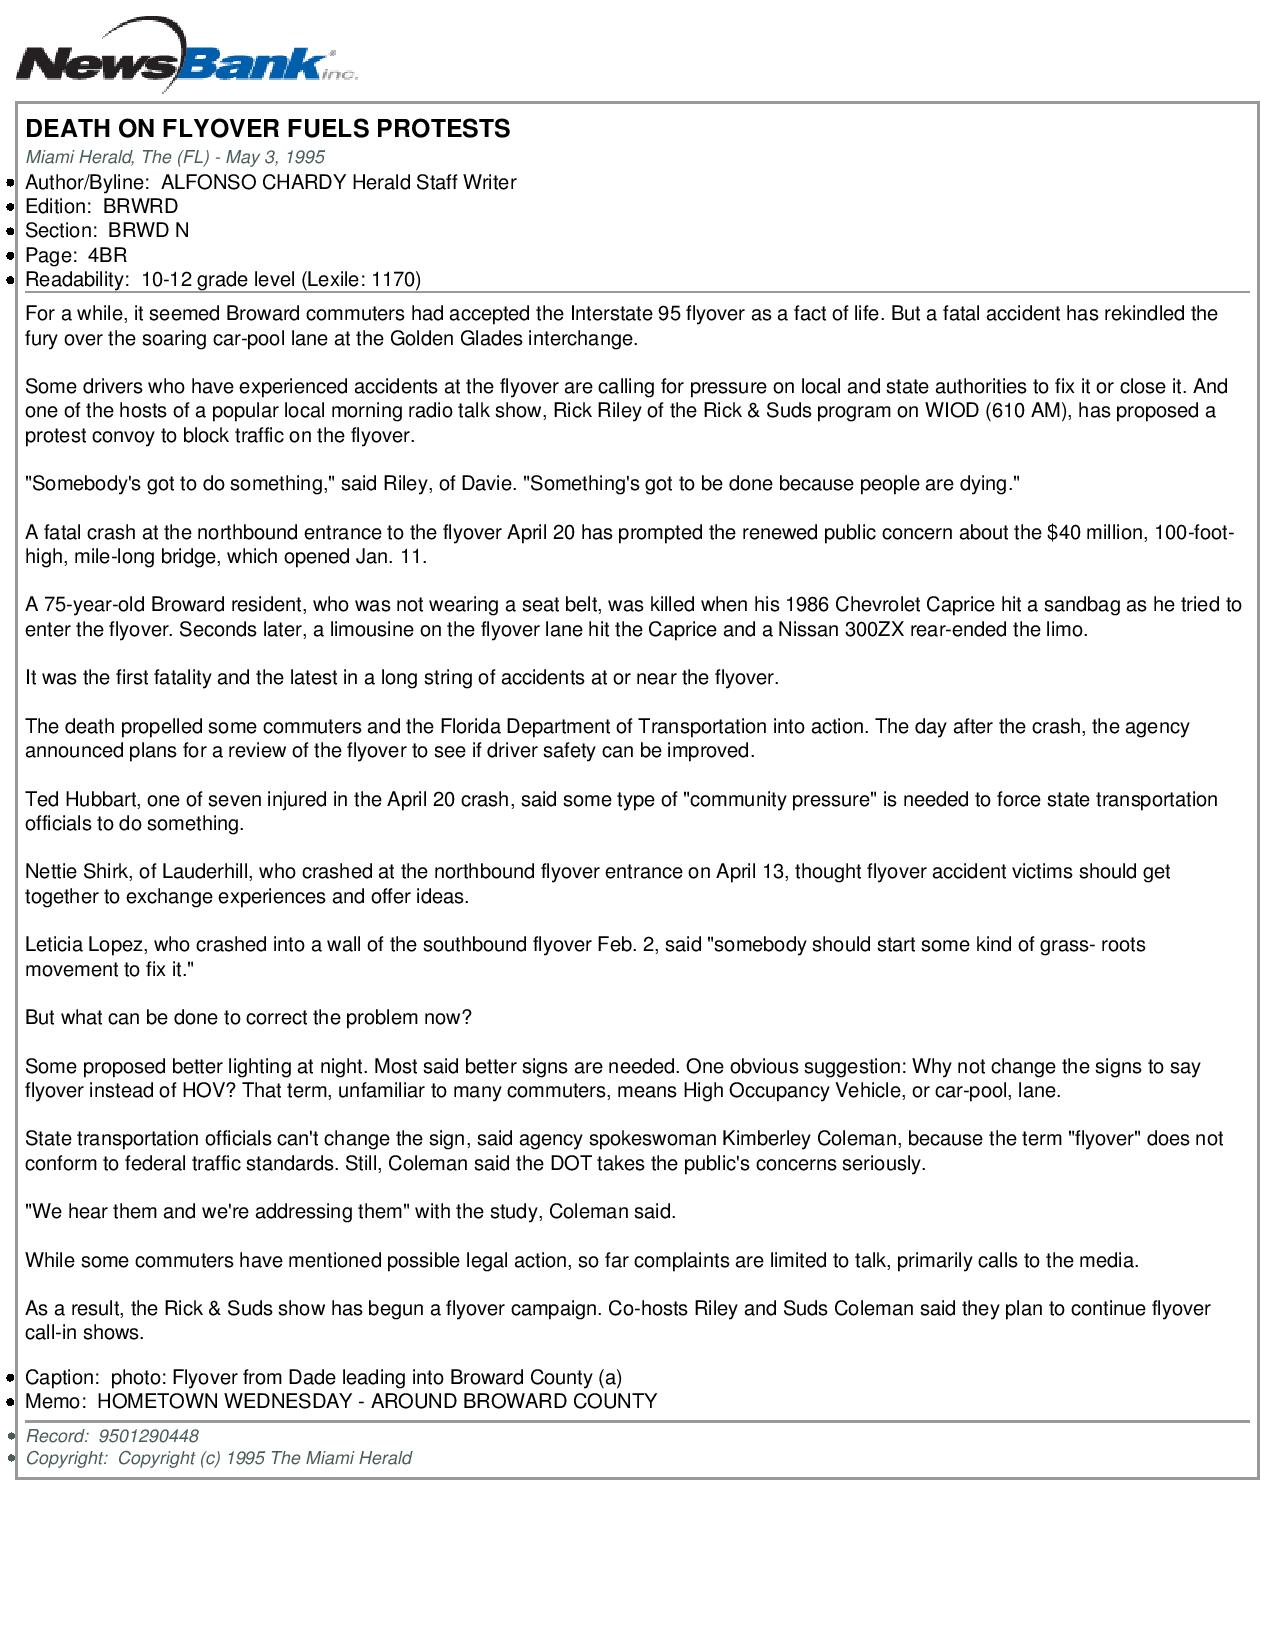 NewsBank inc.
DEATH ON FLYOVER FUELS PROTESTS
Miami Herald, The (FL) - May 3, 1995
• Author/Byline: ALFONSO CHARDY Herald Staff Writer
• Edition: BRWRD
• Section: BRWD N
• Page: 4BR
• Readability: 10-12 grade level (Lexile: 1170)
For a while, it seemed Broward commuters had accepted the Interstate 95 flyover as a fact of life. But a fatal accident has rekindled the
fury over the soaring car-pool lane at the Golden Glades interchange.
Some drivers who have experienced accidents at the flyover are calling for pressure on local and state authorities to fix it or close it. And
one of the hosts of a popular local morning radio talk show, Rick Riley of the Rick & Suds program on WIOD (610 AM), has proposed a
protest convoy to block traffic on the flyover.
"Somebody's got to do something," said Riley, of Davie. "Something's got to be done because people are dying."
A fatal crash at the northbound entrance to the flyover April 20 has prompted the renewed public concern about the $40 million, 100-foot-
high, mile-long bridge, which opened Jan. 11.
A 75-year-old Broward resident, who was not wearing a seat belt, was killed when his 1986 Chevrolet Caprice hit a sandbag as he tried to
enter the flyover. Seconds later, a limousine on the flyover lane hit the Caprice and a Nissan 300ZX rear-ended the limo.
It was the first fatality and the latest in a long string of accidents at or near the flyover.
The death propelled some commuters and the Florida Department of Transportation into action. The day after the crash, the agency
announced plans for a review of the flyover to see if driver safety can be improved.
Ted Hubbart, one of seven injured in the April 20 crash, said some type of "community pressure" is needed to force state transportation
officials to do something.
Nettie Shirk, of Lauderhill, who crashed at the northbound flyover entrance on April 13, thought flyover accident victims should get
together to exchange experiences and offer ideas.
Leticia Lopez, who crashed into a wall of the southbound flyover Feb. 2, said "somebody should start some kind of grass- roots
movement to fix it."
But what can be done to correct the problem now?
Some proposed better lighting at night. Most said better signs are needed. One obvious suggestion: Why not change the signs to say
flyover instead of HOV? That term, unfamiliar to many commuters, means High Occupancy Vehicle, or car-pool, lane.
State transportation officials can't change the sign, said agency spokeswoman Kimberley Coleman, because the term "flyover" does not
conform to federal traffic standards. Still, Coleman said the DOT takes the public's concerns seriously.
"We hear them and we're addressing them" with the study, Coleman said.
While some commuters have mentioned possible legal action, so far complaints are limited to talk, primarily calls to the media.
As a result, the Rick & Suds show has begun a flyover campaign. Co-hosts Riley and Suds Coleman said they plan to continue flyover
call-in shows.
• Caption: photo: Flyover from Dade leading into Broward County (a)
• Memo: HOMETOWN WEDNESDAY - AROUND BROWARD COUNTY
• Record: 9501290448
• Copyright: Copyright (c) 1995 The Miami Herald